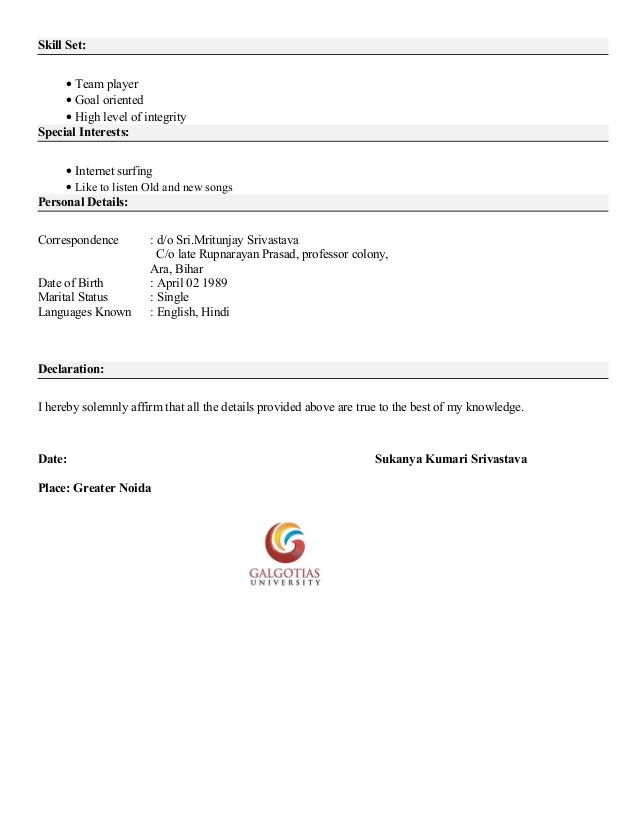 Skill Set:
• Team player
• Goal oriented
• High level of integrity
Special Interests:
• Internet surfing
• Like to listen Old and new songs
Personal Details:
Correspondence : d/o Sri.Mritunjay Srivastava
C/o late Rupnarayan Prasad, professor colony,
Ara, Bihar
Date of Birth : April 02 1989
Marital Status : Single
Languages Known : English, Hindi
Declaration:
I hereby solemnly affirm that all the details provided above are true to the best of my knowledge.
Date: Sukanya Kumari Srivastava
Place: Greater Noida
GALGOTIAS
UNIVERSITY